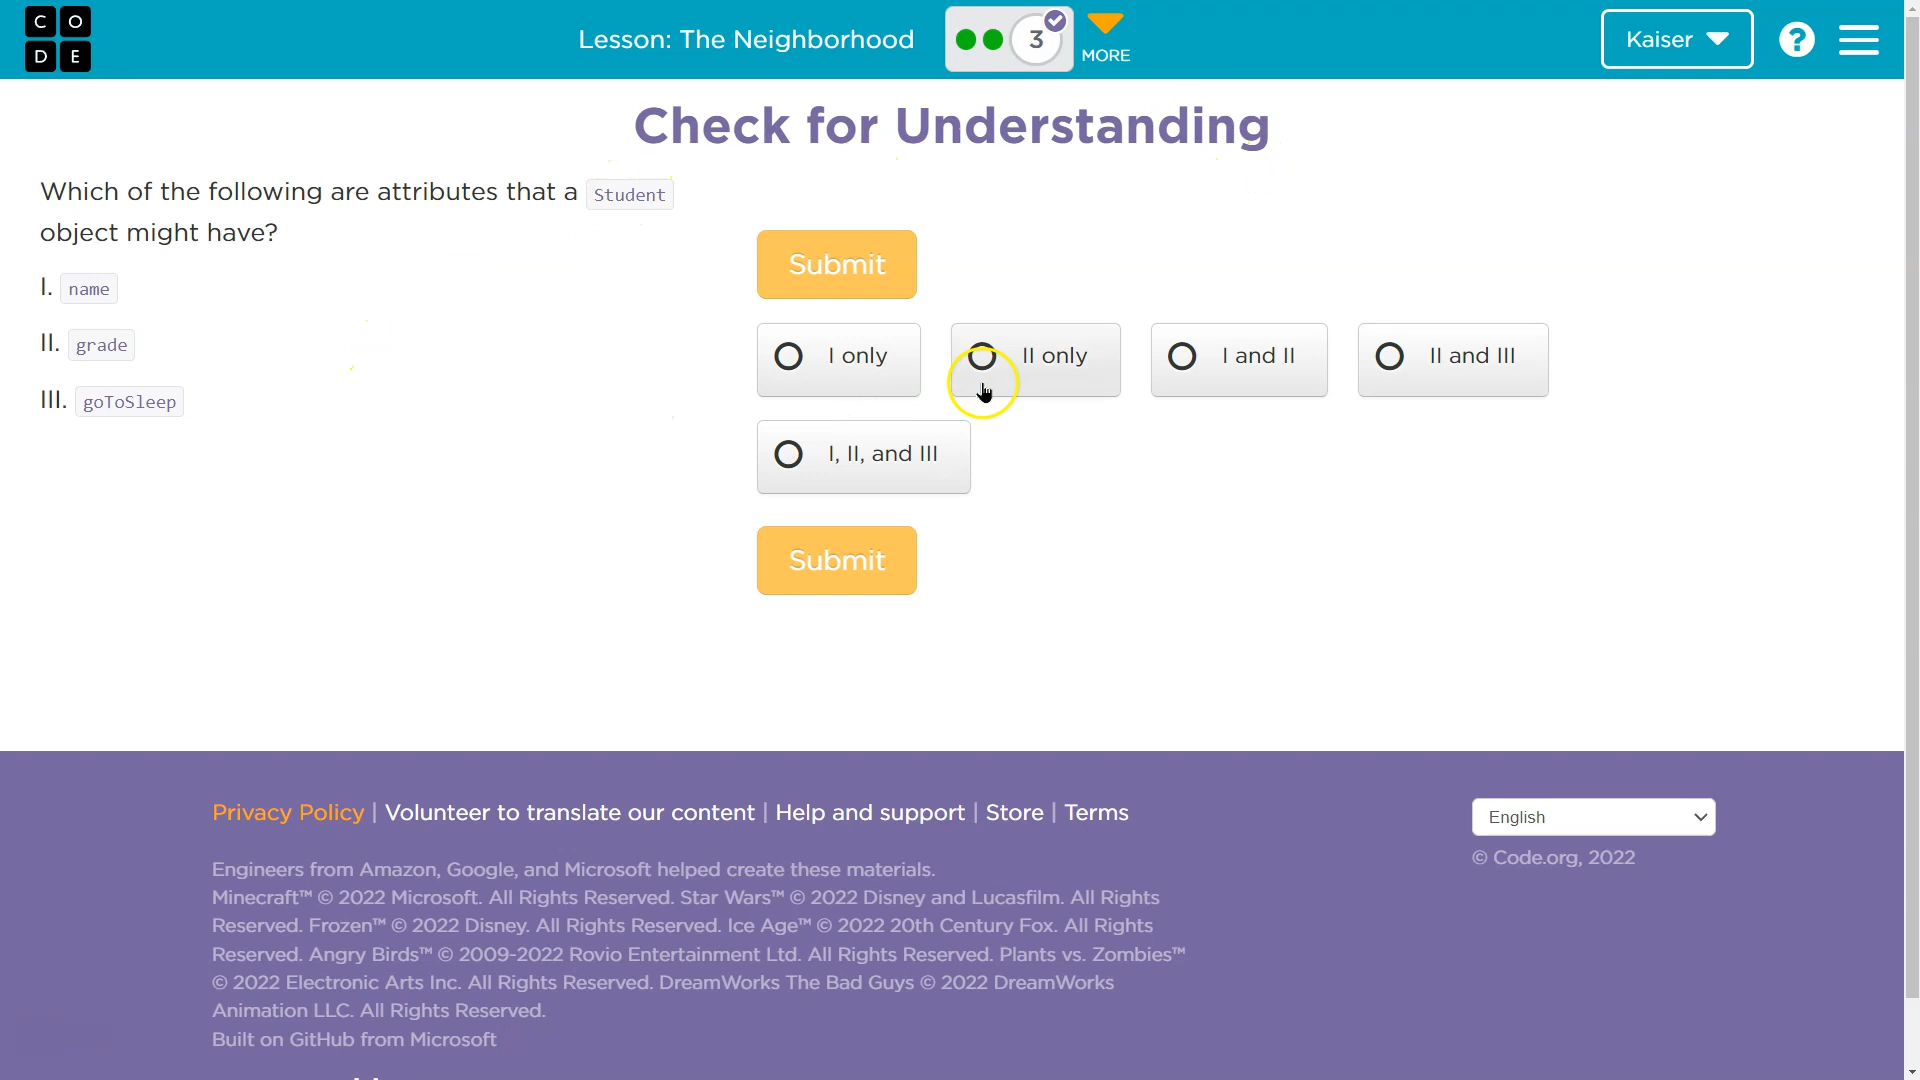 C O
D E
Lesson: The Neighborhood
3
MORE
Kaiser
?
Check for Understanding
Which of the following are attributes that a Student
object might have?
I. name
II. grade
III. goToSleep
Submit
I only
II only
I and II
II and III
I, II, and III
Submit
Privacy Policy | Volunteer to translate our content | Help and support | Store | Terms
English
© Code.org, 2022
Engineers from Amazon, Google, and Microsoft helped create these materials.
Minecraft™ © 2022 Microsoft. All Rights Reserved. Star Wars™ © 2022 Disney and Lucasfilm. All Rights
Reserved. Frozen™ © 2022 Disney. All Rights Reserved. Ice Age™ © 2022 20th Century Fox. All Rights
Reserved. Angry Birds™ © 2009-2022 Rovio Entertainment Ltd. All Rights Reserved. Plants vs. Zombies™
© 2022 Electronic Arts Inc. All Rights Reserved. DreamWorks The Bad Guys © 2022 DreamWorks
Animation LLC. All Rights Reserved.
Built on GitHub from Microsoft